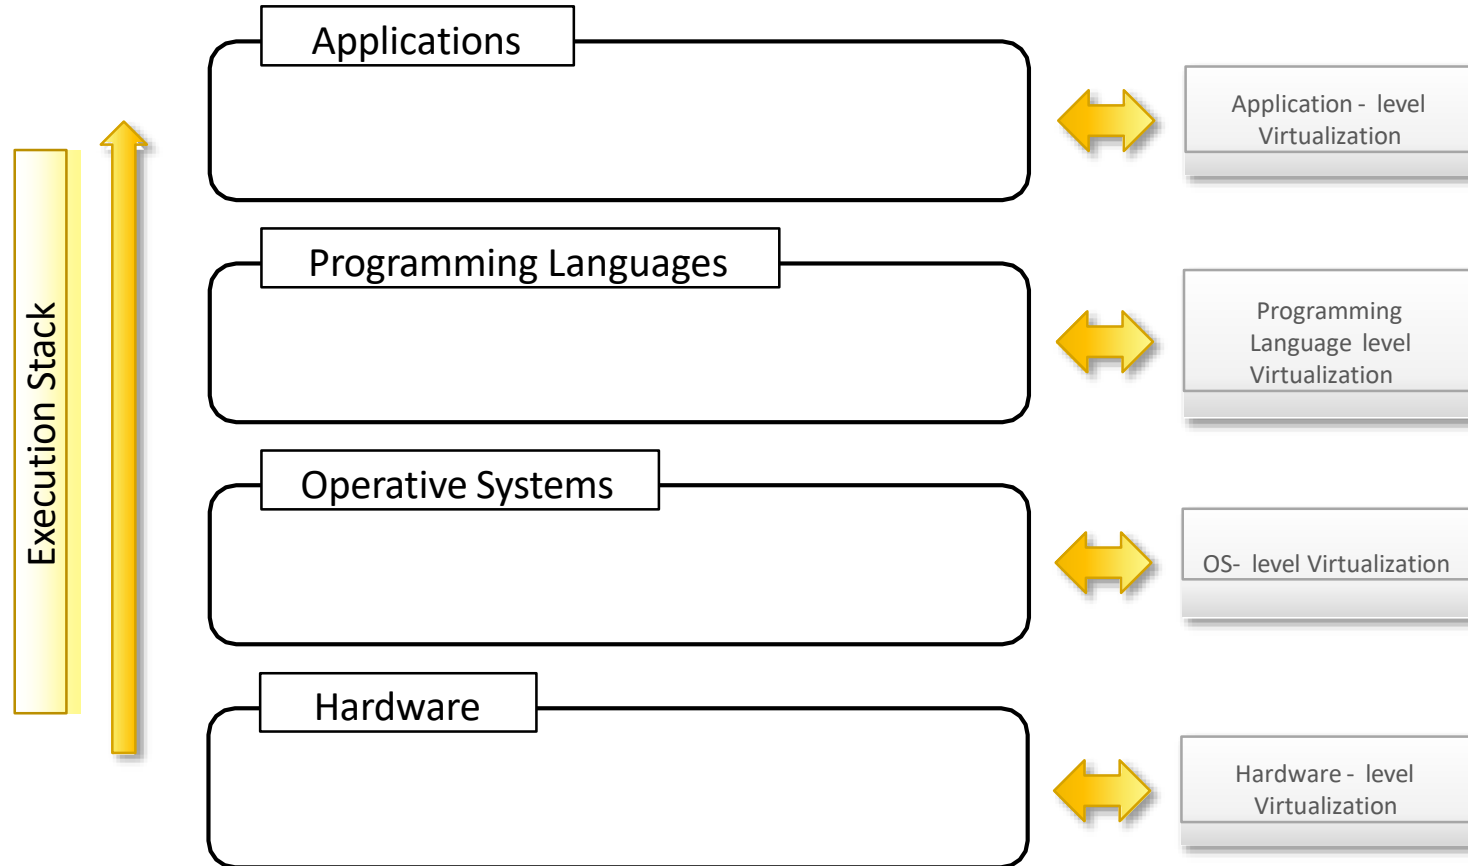 Applications
Application - level
Virtualization
Programming Languages
Programming
Language level
Virtualization
Execution Stack
Operative Systems
OS- level Virtualization
Hardware
Hardware - level
Virtualization